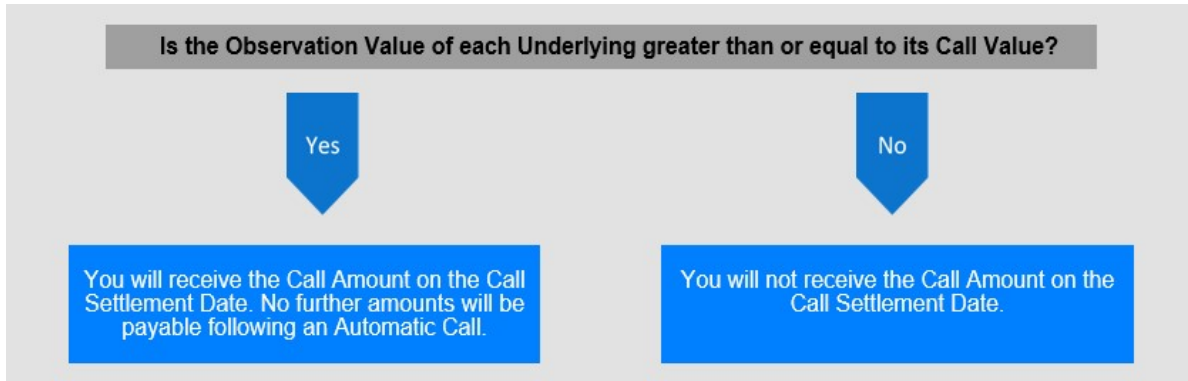 Is the Observation Value of each Underlying greater than or equal to its Call Value?
Yes
No
You will receive the Call Amount on the Call
Settlement Date. No further amounts will be
payable following an Automatic Call.
You will not receive the Call Amount on the
Call Settlement Date.